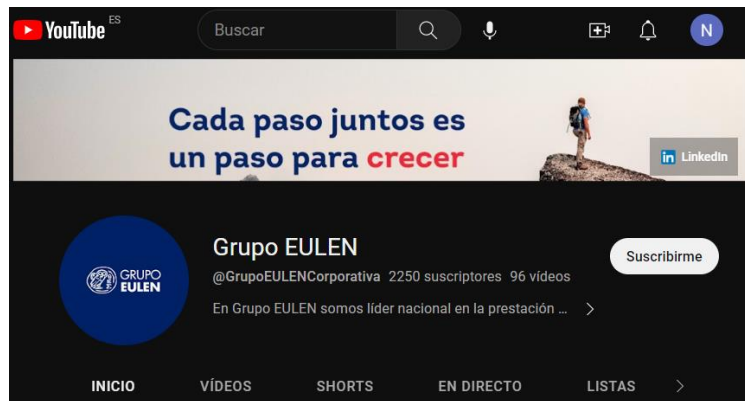 YouTube ES
Buscar
N
Cada paso juntos es
un paso para crecer
in LinkedIn
GRUPO
EULEN
Grupo EULEN
@GrupoEULENCorporativa 2250 suscriptores 96 vídeos
En Grupo EULEN somos líder nacional en la prestación ...
Suscribirme
INICIO VÍDEOS SHORTS EN DIRECTO LISTAS